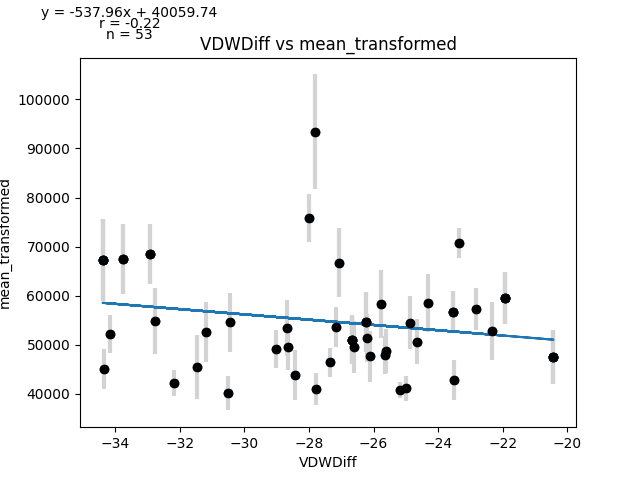 y = -537.96x + 40059.74
r = -0.22
n = 53
VDWDiff vs mean_transformed
100000
90000
80000
70000
60000
50000
40000
mean_transformed
−34
−32
−30
−28
−26
−24
−22
−20
VDWDiff